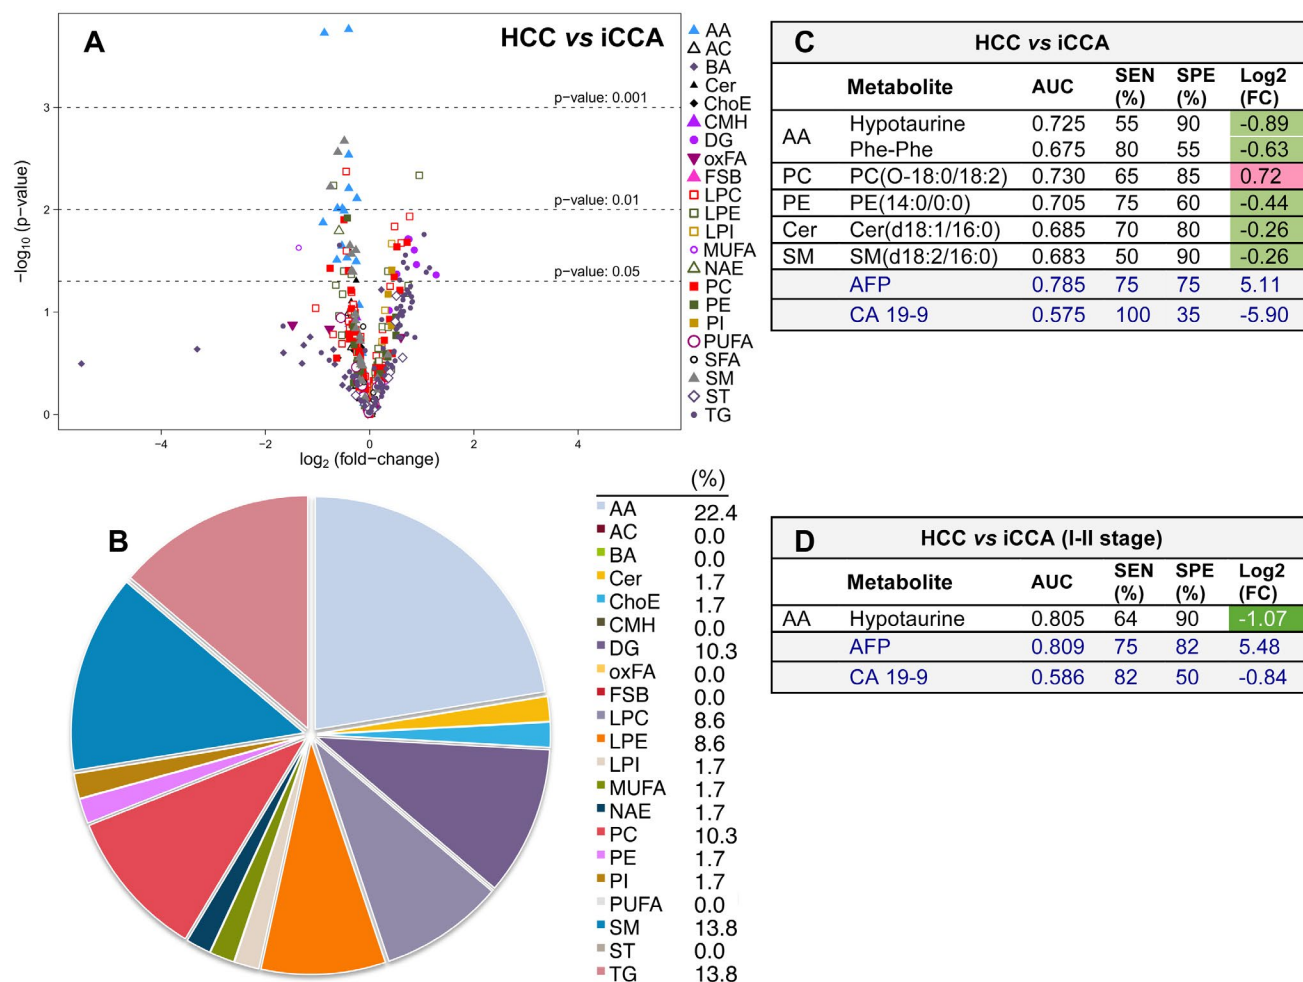 A
HCC vs iCCA
p−value: 0.001
p−value: 0.01
p−value: 0.05
3
2
1
0
−log10 (p−value)
−4
−2
0
2
4
log2 (fold−change)
AA
AC
BA
Cer
ChoE
CMH
DG
oxFA
FSB
LPC
LPE
LPI
MUFA
NAE
PC
PE
PI
PUFA
SFA
SM
ST
TG
B
(%)
AA 22.4
AC 0.0
BA 0.0
Cer 1.7
ChoE 1.7
CMH 0.0
DG 10.3
oxFA 0.0
FSB 0.0
LPC 8.6
LPE 8.6
LPI 1.7
MUFA 1.7
NAE 1.7
PC 10.3
PE 1.7
PI 1.7
PUFA 0.0
SM 13.8
ST 0.0
TG 13.8
C HCC vs iCCA
Metabolite AUC SEN (%) SPE (%) Log2 (FC)
AA Hypotaurine 0.725 55 90 -0.89
Phe-Phe 0.675 80 55 -0.63
PC PC(O-18:0/18:2) 0.730 65 85 0.72
PE PE(14:0/0:0) 0.705 75 60 -0.44
Cer Cer(d18:1/16:0) 0.685 70 80 -0.26
SM SM(d18:2/16:0) 0.683 50 90 -0.26
AFP 0.785 75 75 5.11
CA 19-9 0.575 100 35 -5.90
D HCC vs iCCA (I-II stage)
Metabolite AUC SEN (%) SPE (%) Log2 (FC)
AA Hypotaurine 0.805 64 90 -1.07
AFP 0.809 75 82 5.48
CA 19-9 0.586 82 50 -0.84